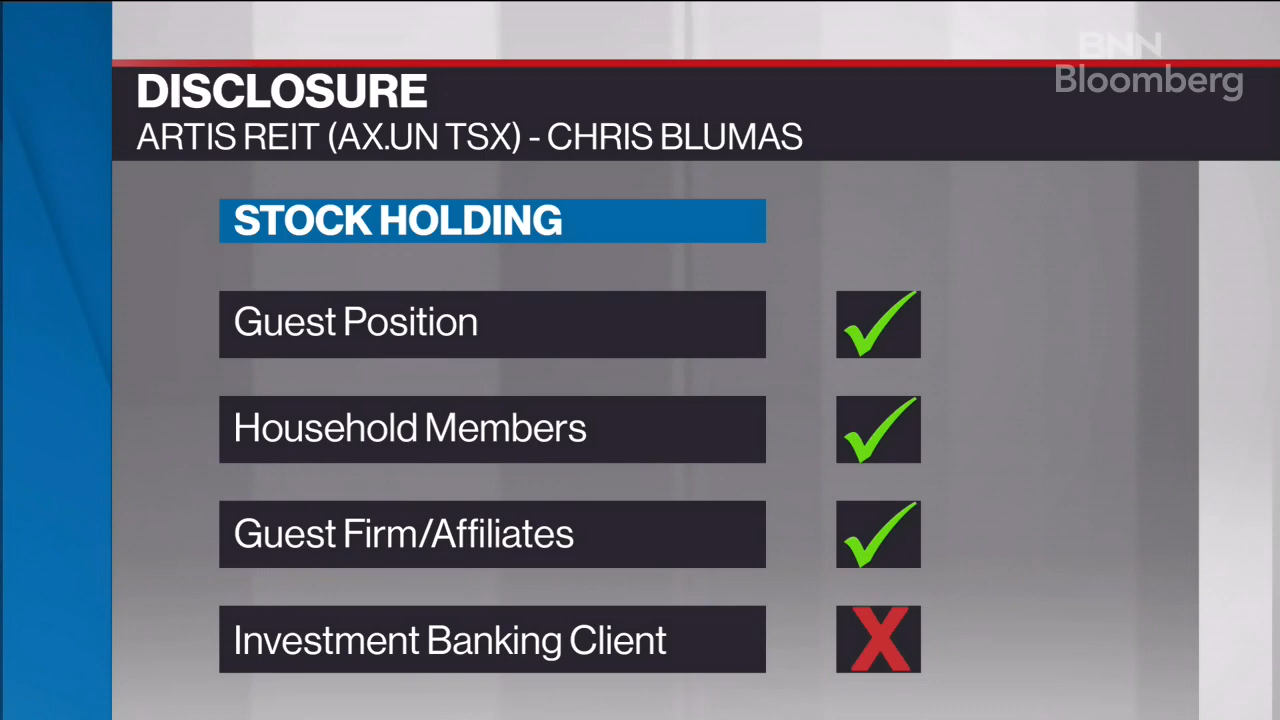 BNN
Bloomberg
DISCLOSURE
ARTIS REIT (AX.UN TSX) - CHRIS BLUMAS
STOCK HOLDING
Guest Position
Household Members
Guest Firm/Affiliates
Investment Banking Client
X